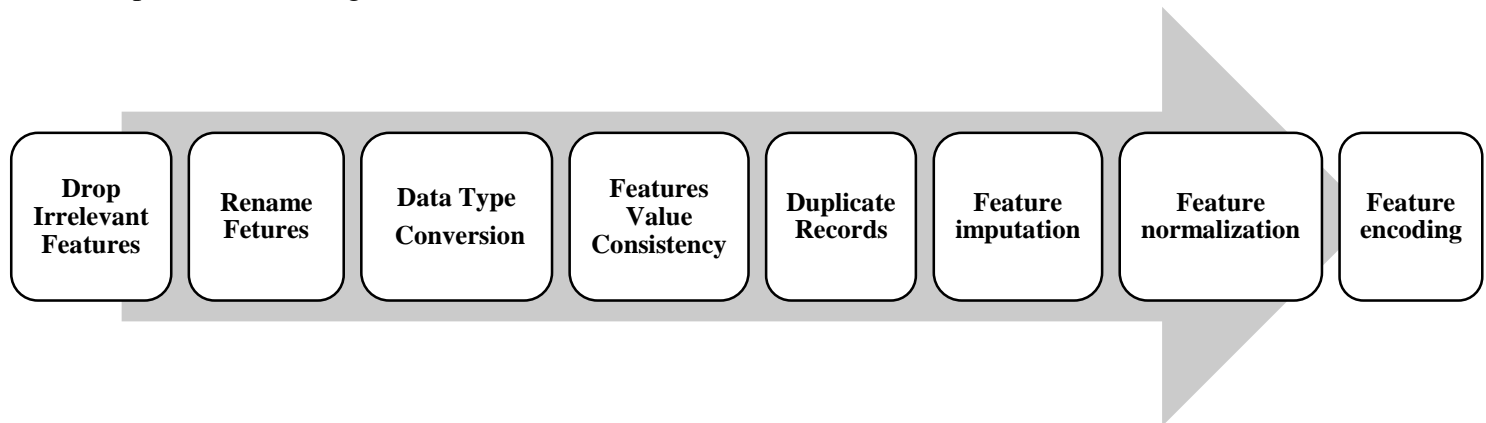 Drop
Irrelevant
Features
Rename
Fetures
Data Type
Conversion
Features
Value
Consistency
Duplicate
Records
Feature
imputation
Feature
normalization
Feature
encoding